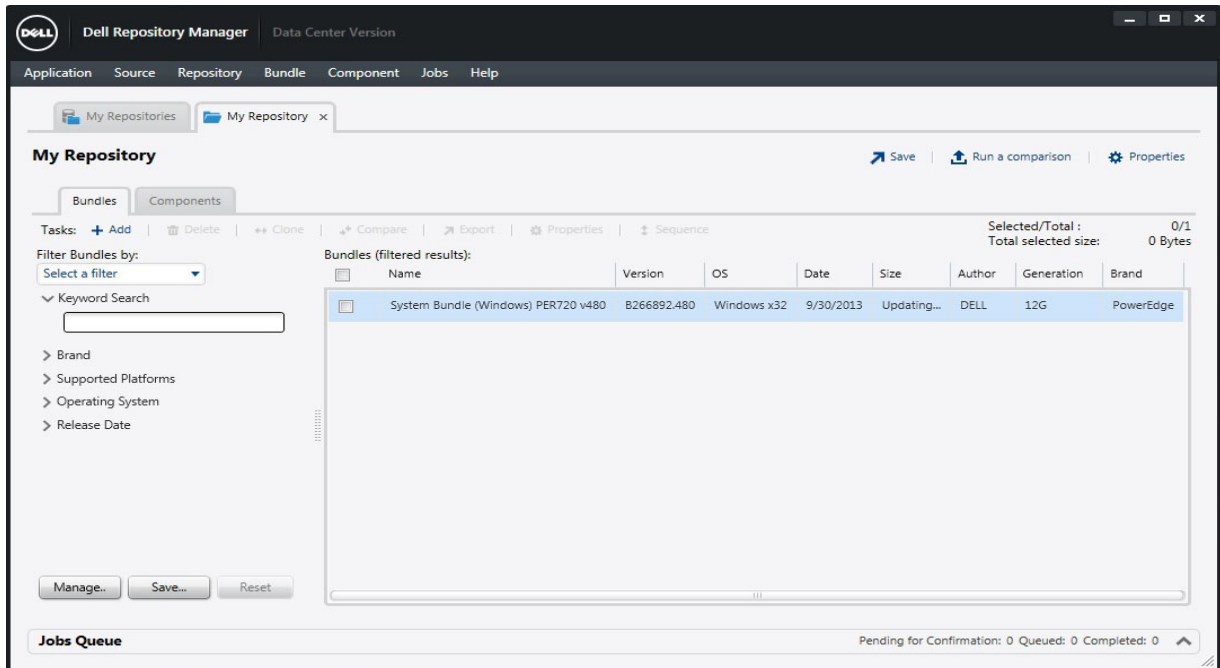 DELL Dell Repository Manager Data Center Version
Application Source Repository Bundle Component Jobs Help
My Repositories My Repository x
My Repository Save Run a comparison Properties
Bundles Components
Tasks: + Add Delete Clone Compare Export Properties Sequence
Selected/Total : 0/1
Total selected size: 0 Bytes
Filter Bundles by: Bundles (filtered results):
Select a filter
Name Version OS Date Size Author Generation Brand
Keyword Search
System Bundle (Windows) PER720 v480 B266892.480 Windows x32 9/30/2013 Updating... DELL 12G PowerEdge
Brand
Supported Platforms
Operating System
Release Date
Manage.. Save... Reset
Jobs Queue Pending for Confirmation: 0 Queued: 0 Completed: 0